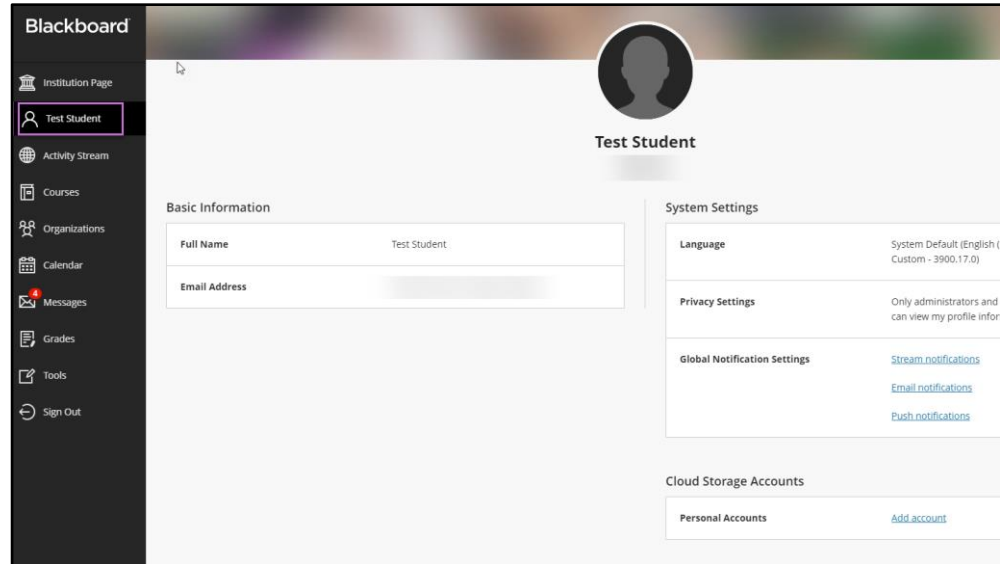 Blackboard
Institution Page
Test Student
Activity Stream
Courses
Organizations
Calendar
4
Messages
Grades
Tools
Sign Out
Test Student
Basic Information
Full Name Test Student
Email Address
System Settings
Language System Default (English (
Custom - 3900.17.0)
Privacy Settings Only administrators and
can view my profile infor
Global Notification Settings Stream notifications
Email notifications
Push notifications
Cloud Storage Accounts
Personal Accounts Add account